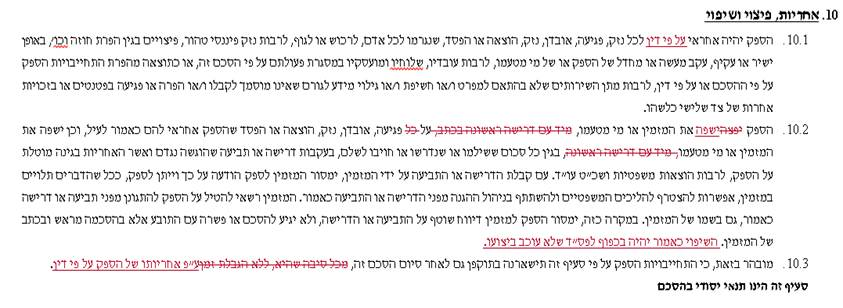 10. אחריות, פיצוי ושיפוי
10.1. הספק יהיה אחראי על פי דין לכל נזק, פגיעה, אובדן, נזק, הוצאה או הפסד, שנגרמו לכל אדם, לרכוש או לגוף, לרבות נזק פיננסי טהור, פיצויים בגין הפרת חוזה וכו', באופן
ישיר או עקיף, עקב מעשה או מחדל של הספק או של מי מטעמו, לרבות עובדיו, שלוחיו ומועסקיו במסגרת פעולתם על פי הסכם זה, או כתוצאה מהפרת התחייבויות הספק
על פי ההסכם או על פי דין, לרבות מתן השירותים שלא בהתאם למפרט ו/או חשיפת ו/או גילוי מידע לגורם שאינו מוסמך לקבלו ו/או הפרה או פגיעה בפטנטים או בזכויות
אחרות של צד שלישי כלשהו.
10.2. הספק יפצה ישפה את המזמין או מי מטעמו, מיד עם דרישה ראשונה בכתב, על כל פגיעה, אובדן, נזק, הוצאה או הפסד שהספק אחראי להם כאמור לעיל, וכן ישפה את
המזמין או מי מטעמו, מיד עם דרישה ראשונה, בגין כל סכום ששילמו או שנדרשו או חויבו לשלם, בעקבות דרישה או תביעה שהוגשה נגדם ואשר האחריות בגינה מוטלת
על הספק, לרבות הוצאות משפטיות ושכ"ט עו"ד. עם קבלת הדרישה או התביעה על ידי המזמין, ימסור המזמין לספק הודעה על כך וייתן לספק, ככל שהדברים תלויים
במזמין, אפשרות להצטרף להליכים המשפטיים ולהשתתף בניהול ההגנה מפני הדרישה או התביעה כאמור. המזמין רשאי להטיל על הספק להתגונן מפני תביעה או דרישה
כאמור, גם בשמו של המזמין. במקרה כזה, ימסור הספק למזמין דיווח שוטף על התביעה או הדרישה, ולא יגיע להסכם או פשרה עם התובע אלא בהסכמה מראש ובכתב
של המזמין. השיפוי כאמור יהיה בכפוף לפס"ד שלא עוכב ביצועו.
10.3. מובהר בזאת, כי התחייבויות הספק על פי סעיף זה תישארנה בתוקפן גם לאחר סיום הסכם זה, מכל סיבה שהיא, ללא הגבלת זמן ע"פ אחריותו של הספק על פי דין.
סעיף זה הינו תנאי יסודי בהסכם